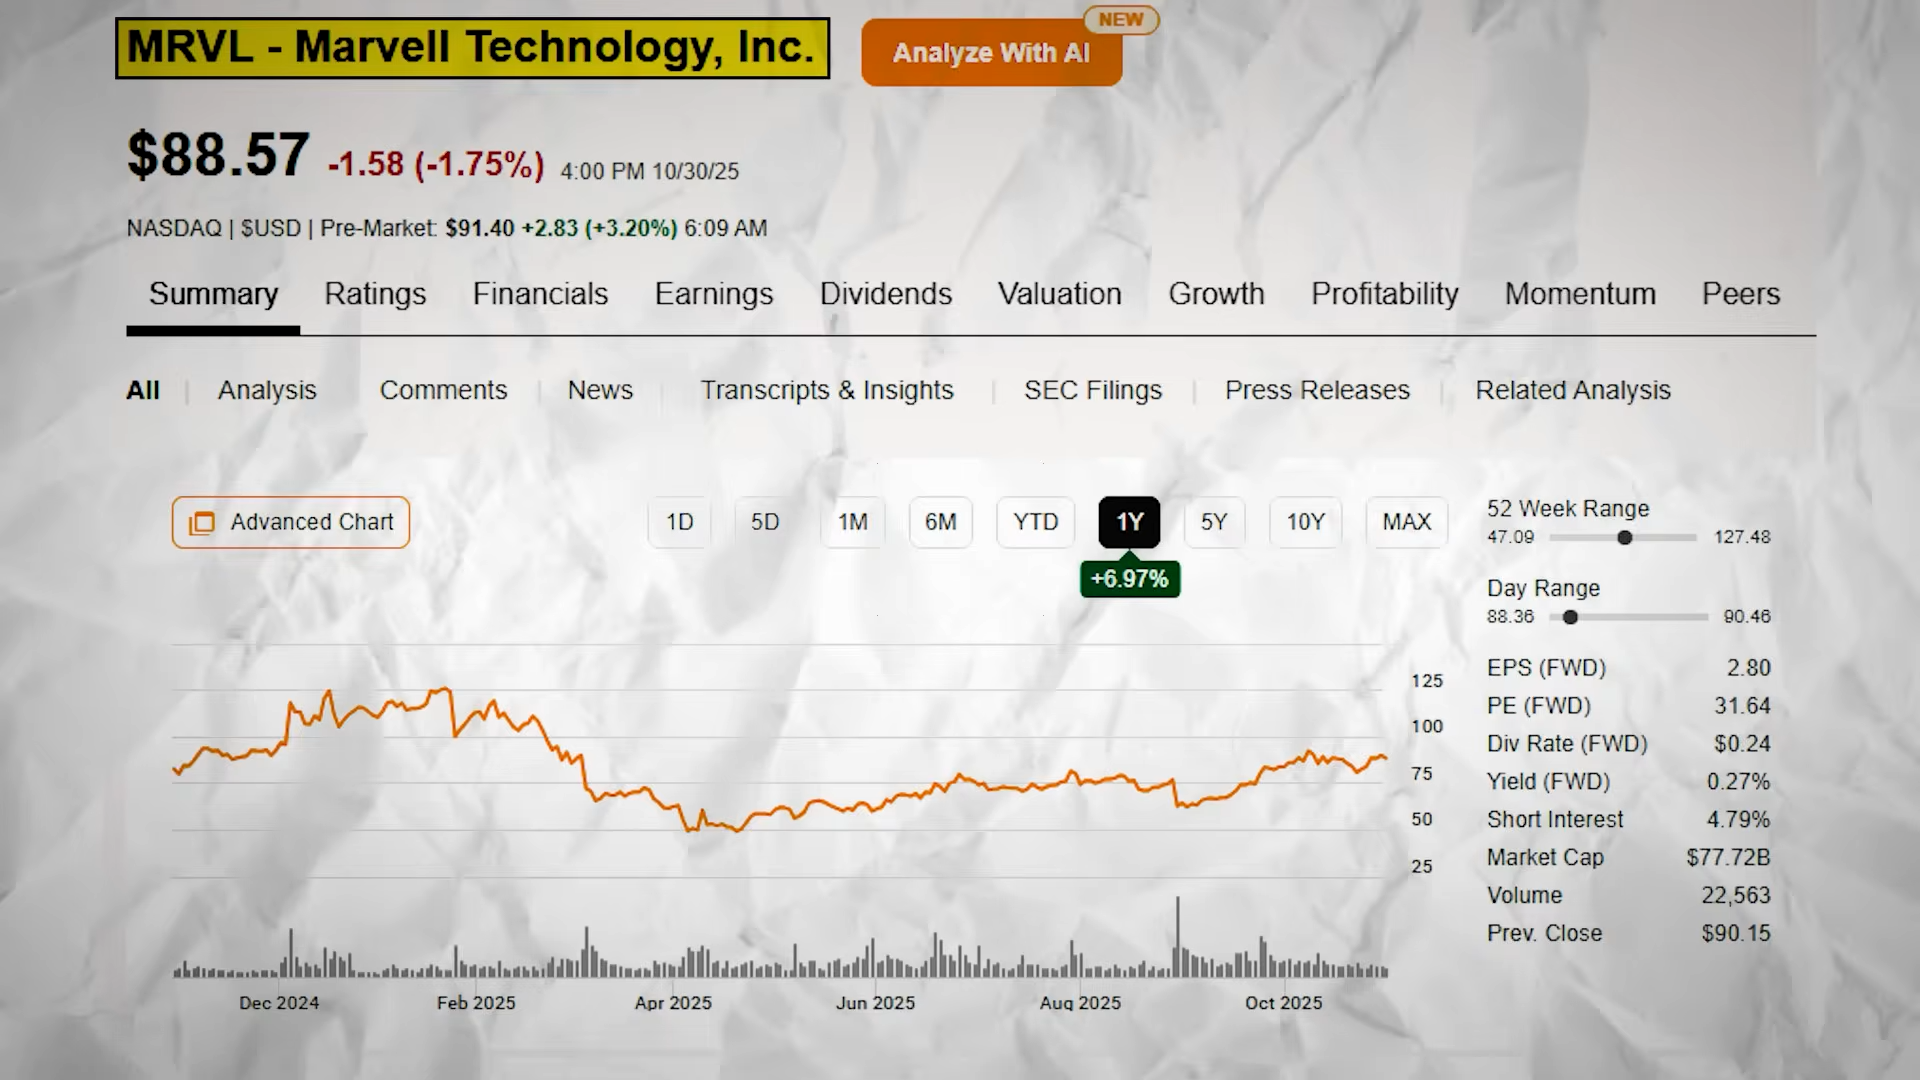 MRVL - Marvell Technology, Inc.
NEW
Analyze With AI
$88.57 -1.58 (-1.75%) 4:00 PM 10/30/25
NASDAQ | $USD | Pre-Market: $91.40 +2.83 (+3.20%) 6:09 AM
Summary Ratings Financials Earnings Dividends Valuation Growth Profitability Momentum Peers
All | Analysis Comments | News | Transcripts & Insights | SEC Filings | Press Releases | Related Analysis
Advanced Chart
1D 5D 1M 6M YTD 1Y 5Y 10Y MAX
+6.97%
125
100
75
50
25
Dec 2024 Feb 2025 Apr 2025 Jun 2025 Aug 2025 Oct 2025
52 Week Range
47.09 127.48
Day Range
88.36 90.46
EPS (FWD) 2.80
PE (FWD) 31.64
Div Rate (FWD) $0.24
Yield (FWD) 0.27%
Short Interest 4.79%
Market Cap $77.72B
Volume 22,563
Prev. Close $90.15